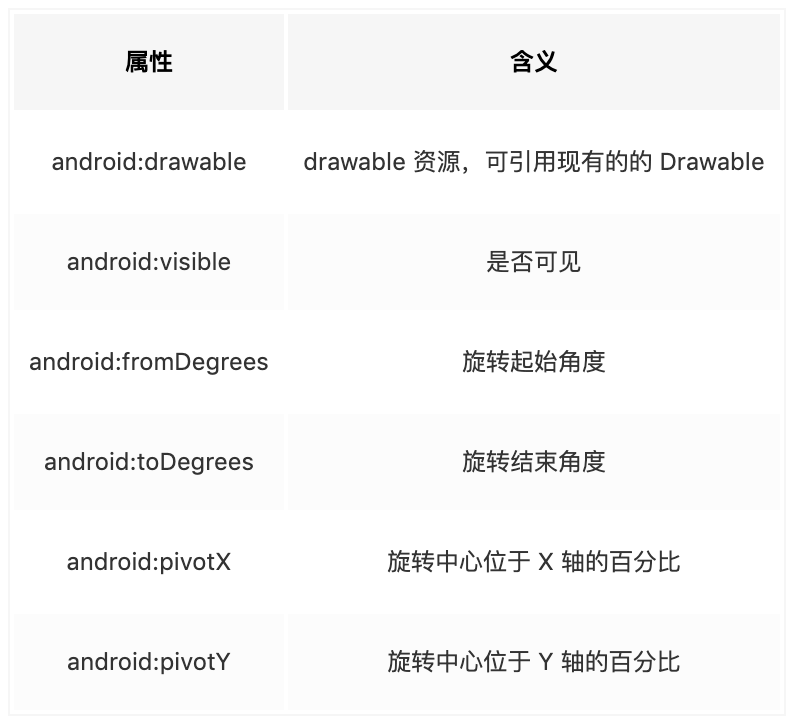 属性 含义
android:drawable drawable 资源，可引用现有的的 Drawable
android:visible 是否可见
android:fromDegrees 旋转起始角度
android:toDegrees 旋转结束角度
android:pivotX 旋转中心位于 X 轴的百分比
android:pivotY 旋转中心位于 Y 轴的百分比